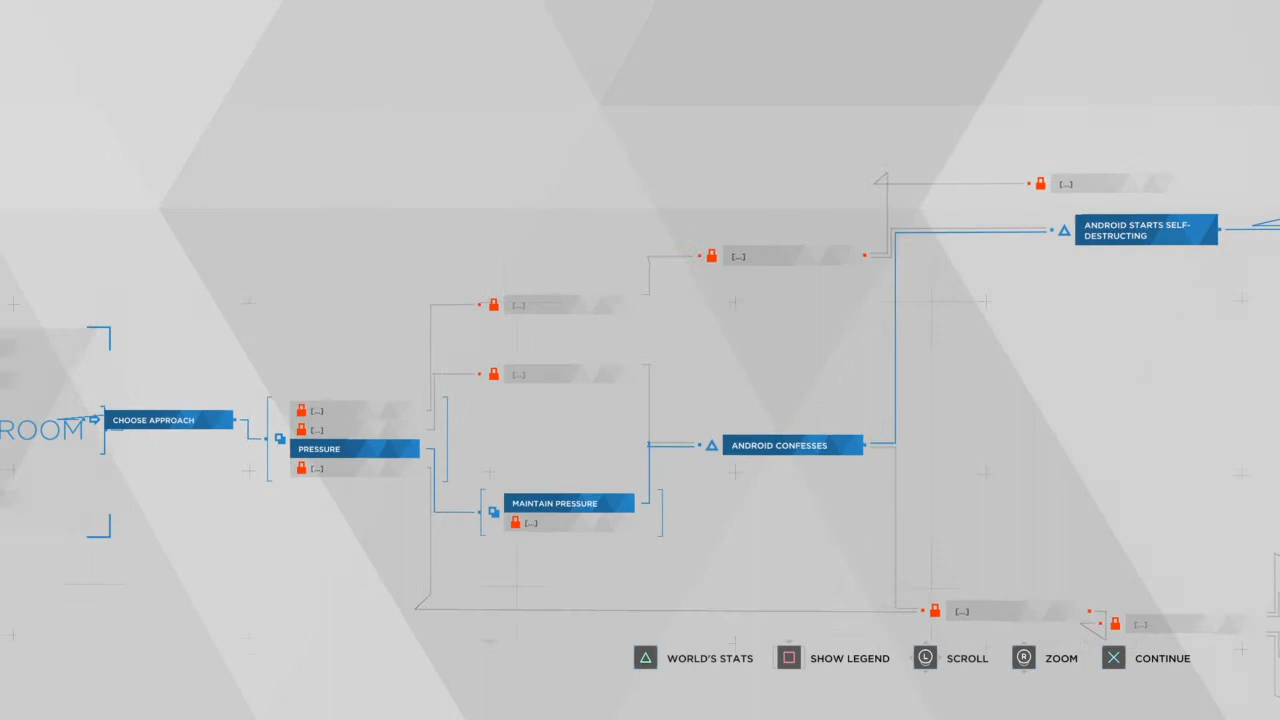 [...]
ANDROID STARTS SELF-
DESTRUCTING
[...]
[...]
[...]
[...]
CHOOSE APPROACH
ROOM
[...]
PRESSURE
[...]
ANDROID CONFESSES
MAINTAIN PRESSURE
[...]
[...]
[...]
WORLD'S STATS
SHOW LEGEND
L
SCROLL
R
ZOOM
CONTINUE